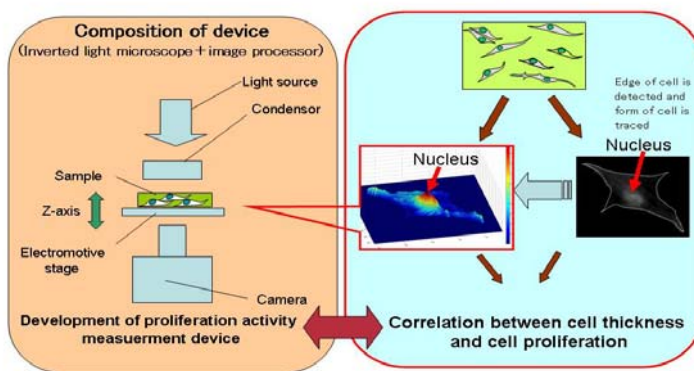 Composition of device
(Inverted light microscope＋image processor)
Light source
Condensor
Sample
Z-axis
Electromotive
stage
Camera
Development of proliferation activity
measuerment device
Edge of cell is
detected and
form of cell is
traced
Nucleus
Nucleus
Correlation between cell thickness
and cell proliferation